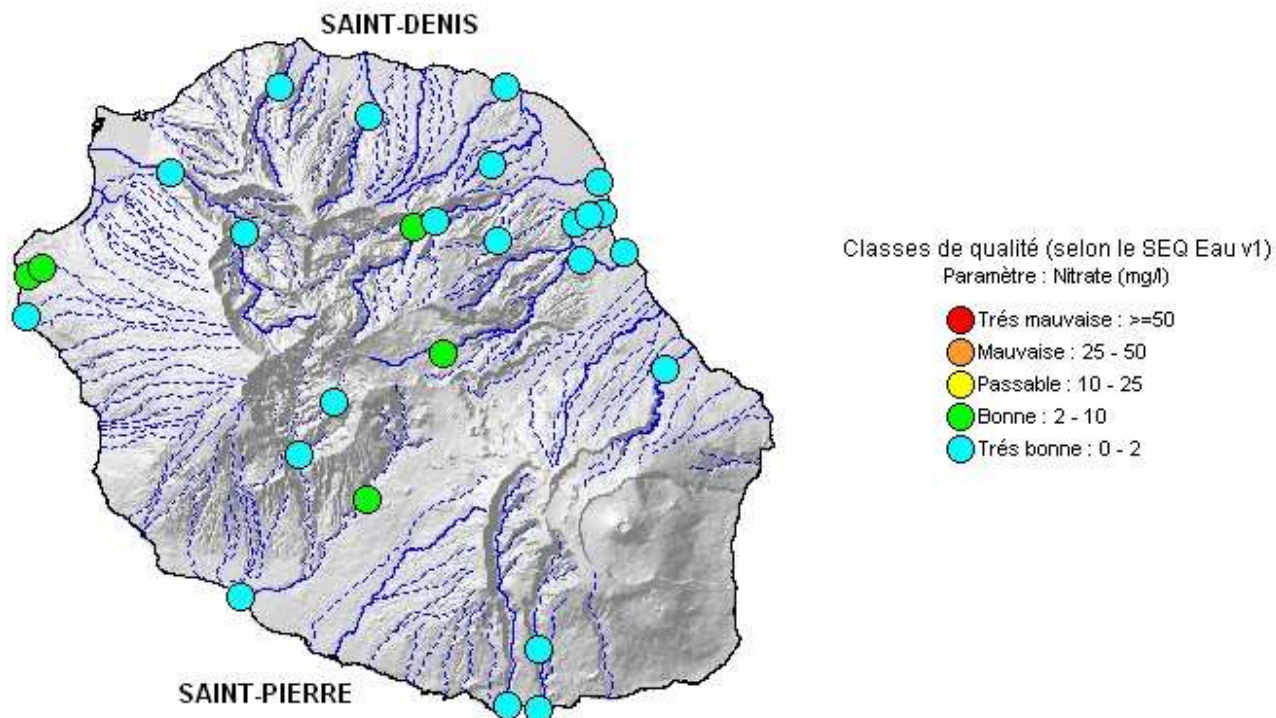 SAINT-DENIS
Classes de qualité (selon le SEQ Eau v1)
Paramètre : Nitrate (mg/l)
Trés mauvaise : >=50
Mauvaise : 25 - 50
Passable : 10 - 25
Bonne : 2 - 10
Trés bonne : 0 - 2
SAINT-PIERRE